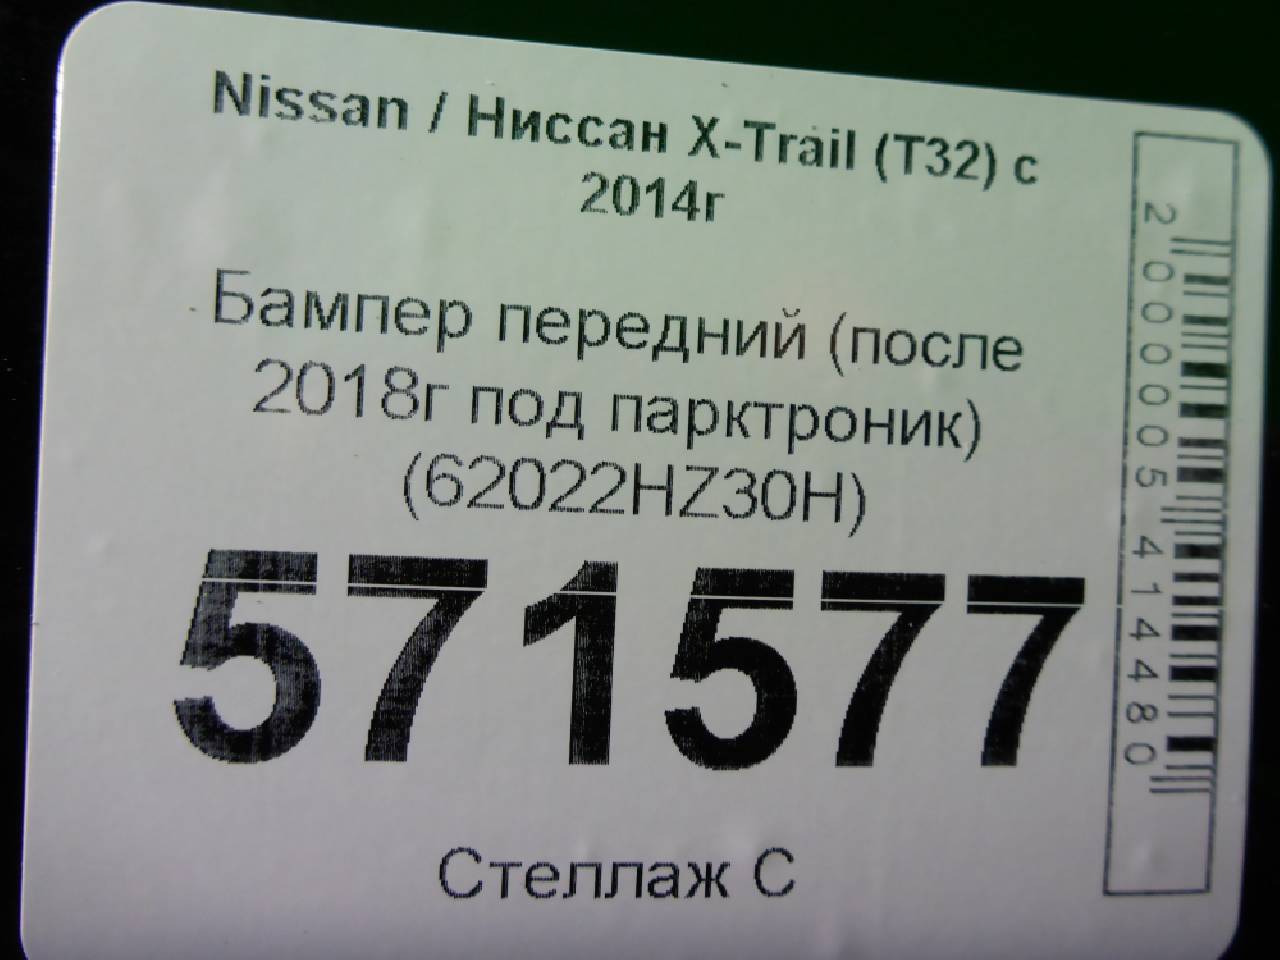 Nissan / Ниссан X-Trail (T32) с
2014г
Бампер передний (после
2018г под парктроник)
(62022HZ30H)
571577
Стеллаж С
2000005414480